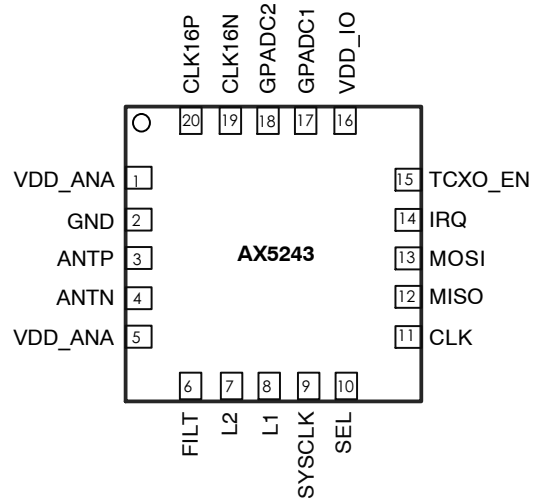 CLK16P
CLK16N
GPADC2
GPADC1
VDD_IO
20
19
18
17
16
VDD_ANA
1
GND
2
ANTP
3
ANTN
4
VDD_ANA
5
AX5243
15
TCXO_EN
14
IRQ
13
MOSI
12
MISO
11
CLK
6
7
8
9
10
FILT
L2
L1
SYSCLK
SEL